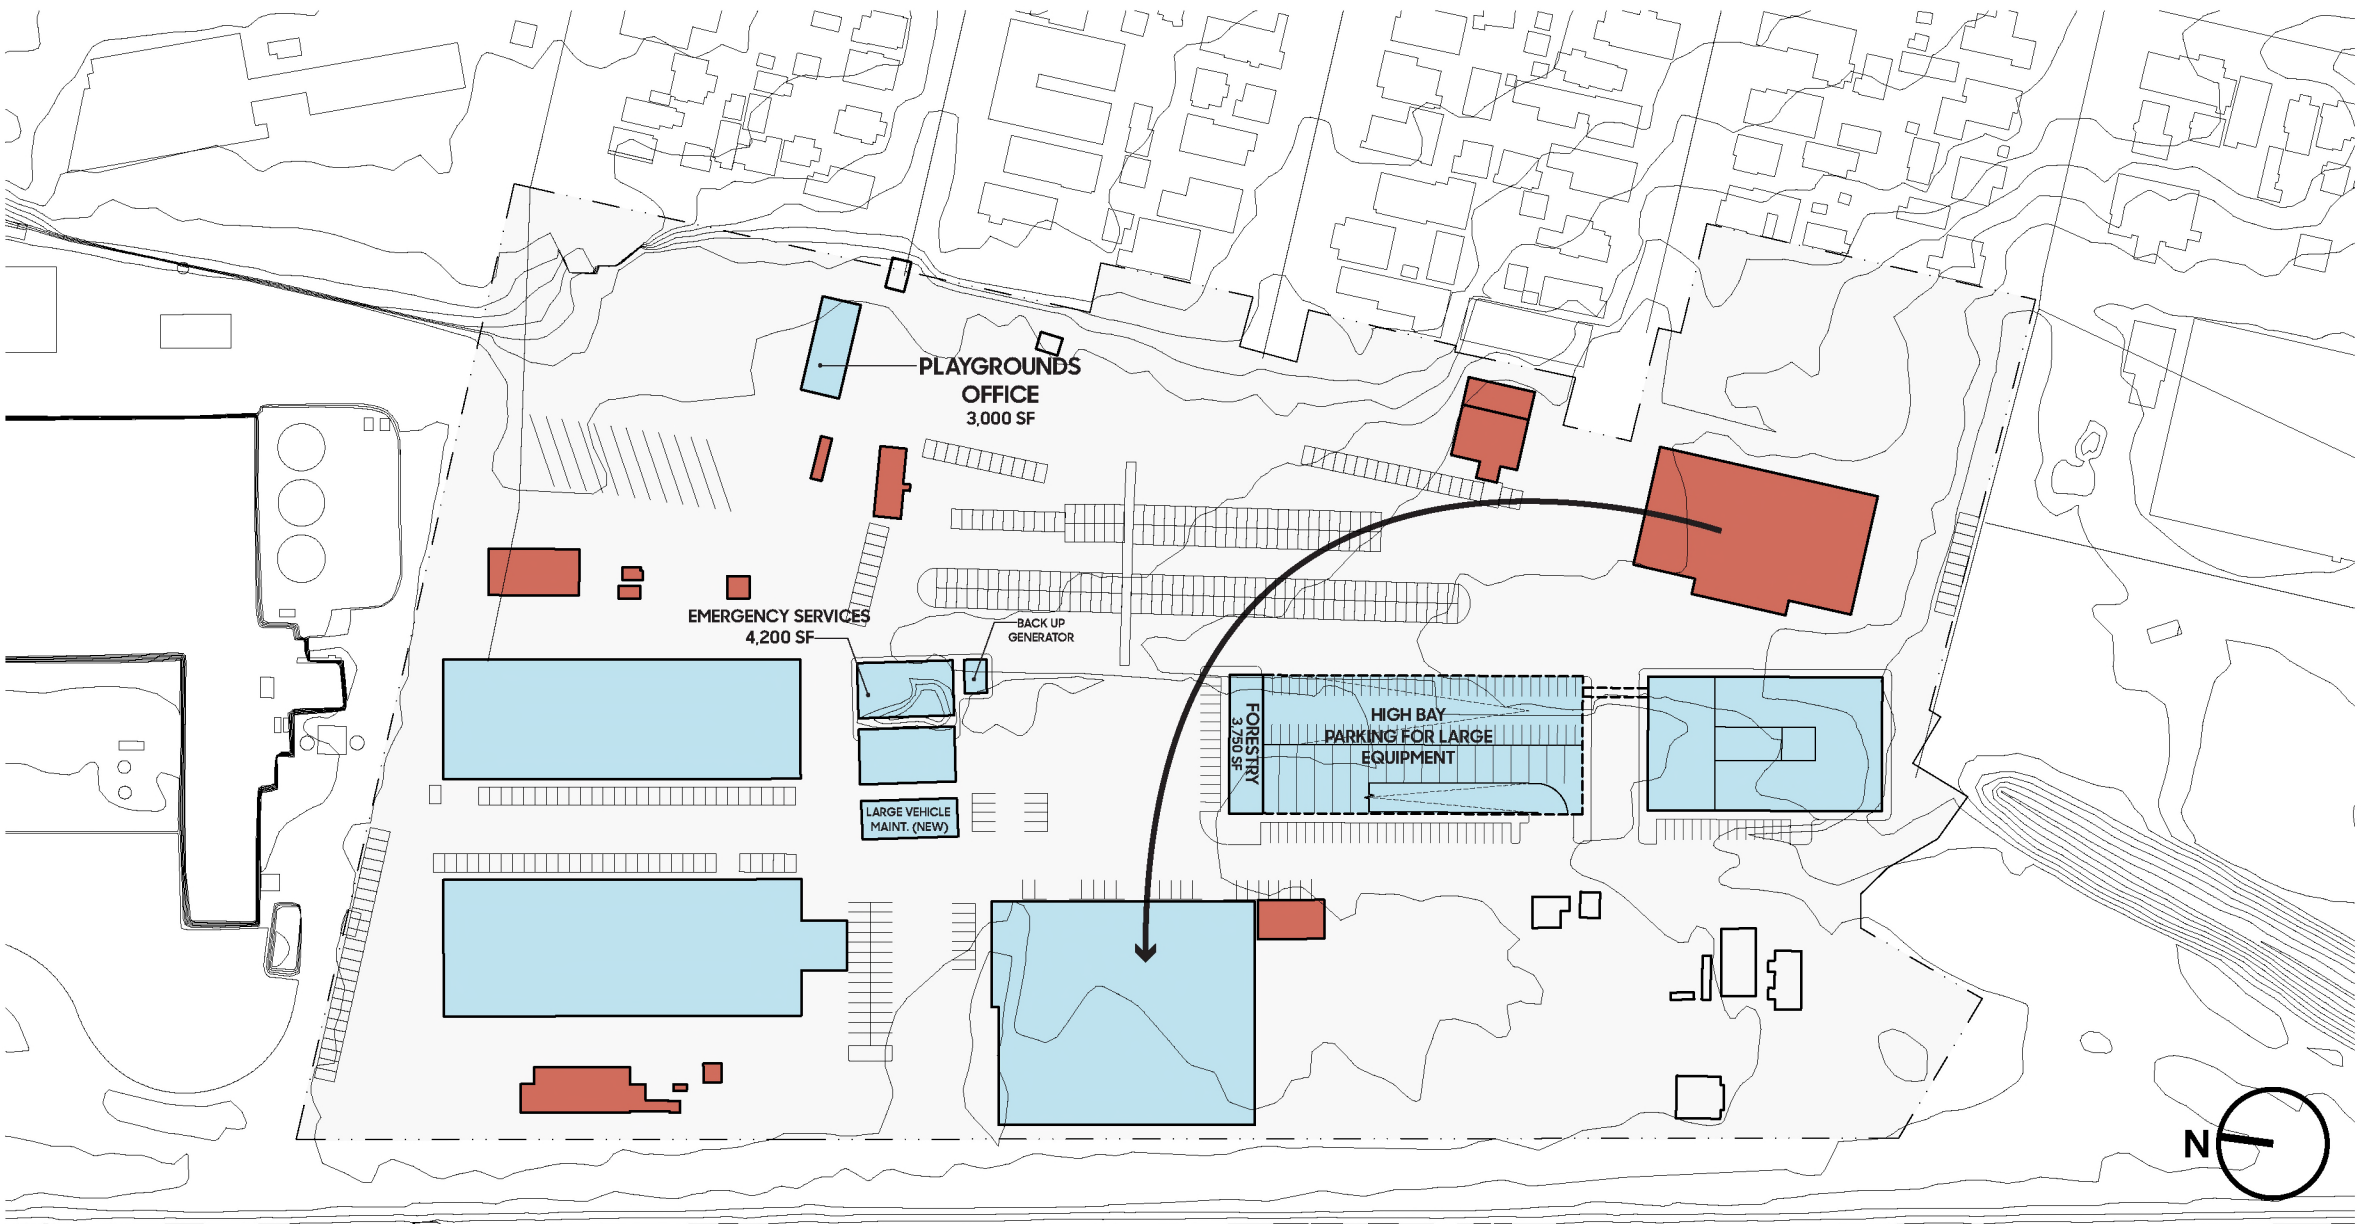 PLAYGROUNDS
OFFICE
3,000 SF
EMERGENCY SERVICES
4,200 SF
BACK UP
GENERATOR
FORESTRY
3,750 SF
HIGH BAY
PARKING FOR LARGE
EQUIPMENT
LARGE VEHICLE
MAINT. (NEW)
N